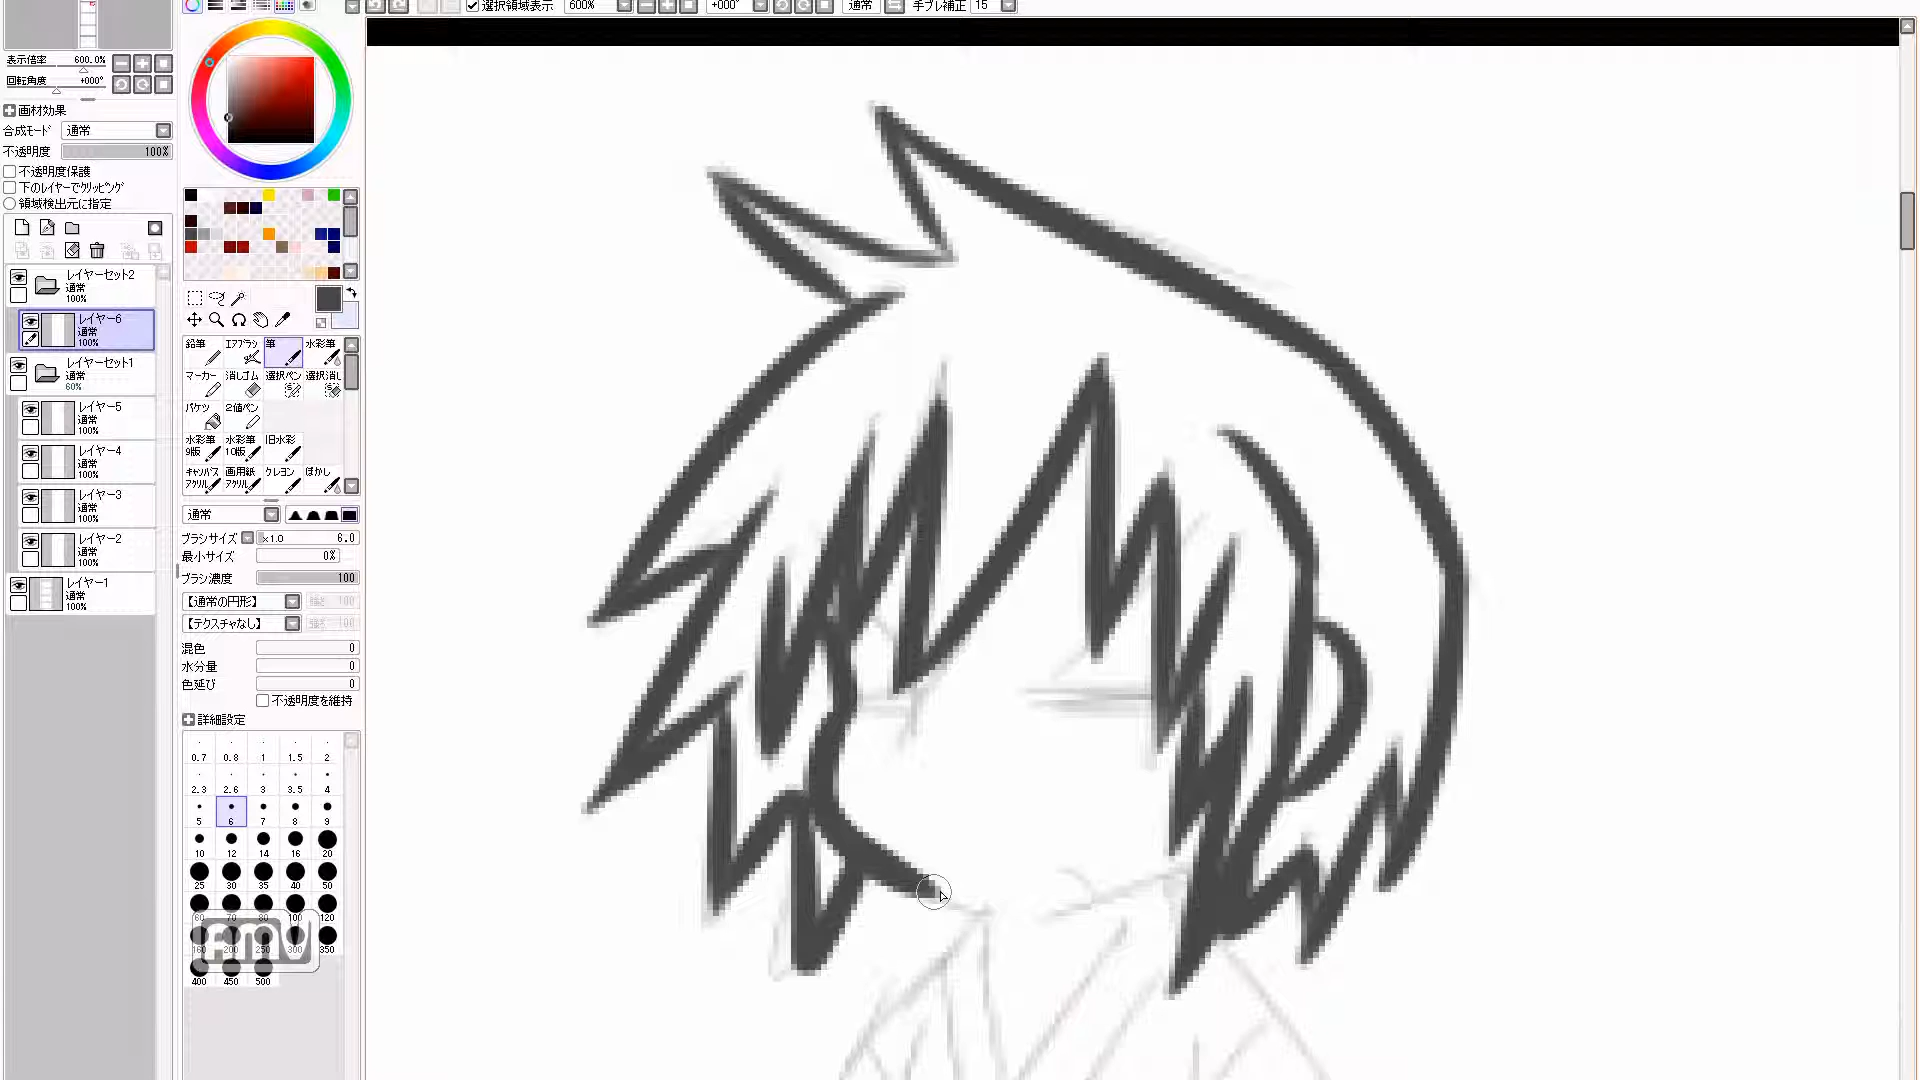 選択領域表示 600% +000° 通常 手ブレ補正 15
表示倍率 600.0%
回転角度 +000°
画材効果
合成モード 通常
不透明度 100%
不透明度保護
下のレイヤーでクリッピング
領域検出元に指定
レイヤーセット2
通常
100%
レイヤー6
通常
100%
レイヤーセット1
通常
60%
レイヤー5
通常
100%
レイヤー4
通常
100%
レイヤー3
通常
100%
レイヤー2
通常
100%
レイヤー1
通常
100%
鉛筆 エアブラシ 筆 水彩筆
マーカー 消しゴム 選択ペン 選択消し
バケツ 2値ペン
水彩筆 9版 水彩筆 10版 旧水彩
キャンバス アクリル 画用紙 アクリル クレヨン ぼかし
通常
ブラシサイズ x1.0 6.0
最小サイズ 0%
ブラシ濃度 100
【通常の円形】 強さ 100
【テクスチャなし】 強さ 100
混色 0
水分量 0
色延び 0
不透明度を維持
詳細設定
0.7 0.8 1 1.5 2
2.3 2.6 3 3.5 4
5 6 7 8 9
10 12 14 16 20
25 30 35 40 50
60 70 80 100 120
160 200 250 300 350
AMV
400 450 500